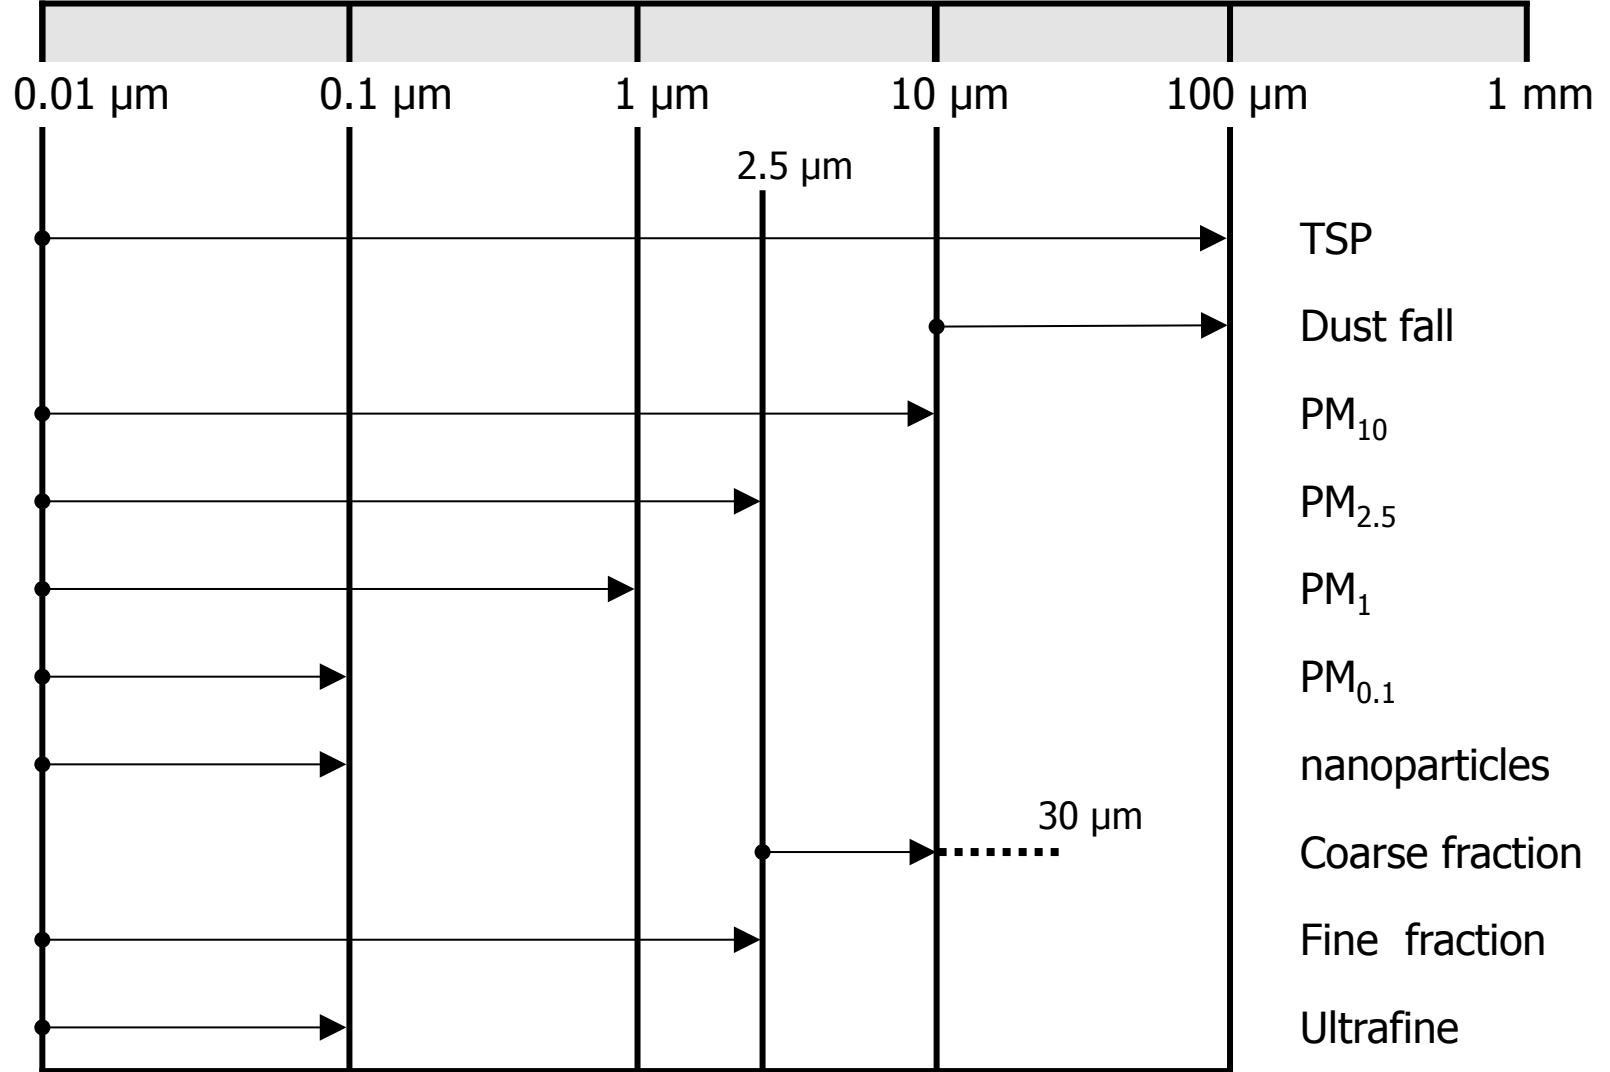 0.01 µm 0.1 µm 1 µm 10 µm 100 µm 1 mm
2.5 µm
TSP
Dust fall
PM10
PM2.5
PM1
PM0.1
nanoparticles
30 µm
Coarse fraction
Fine fraction
Ultrafine